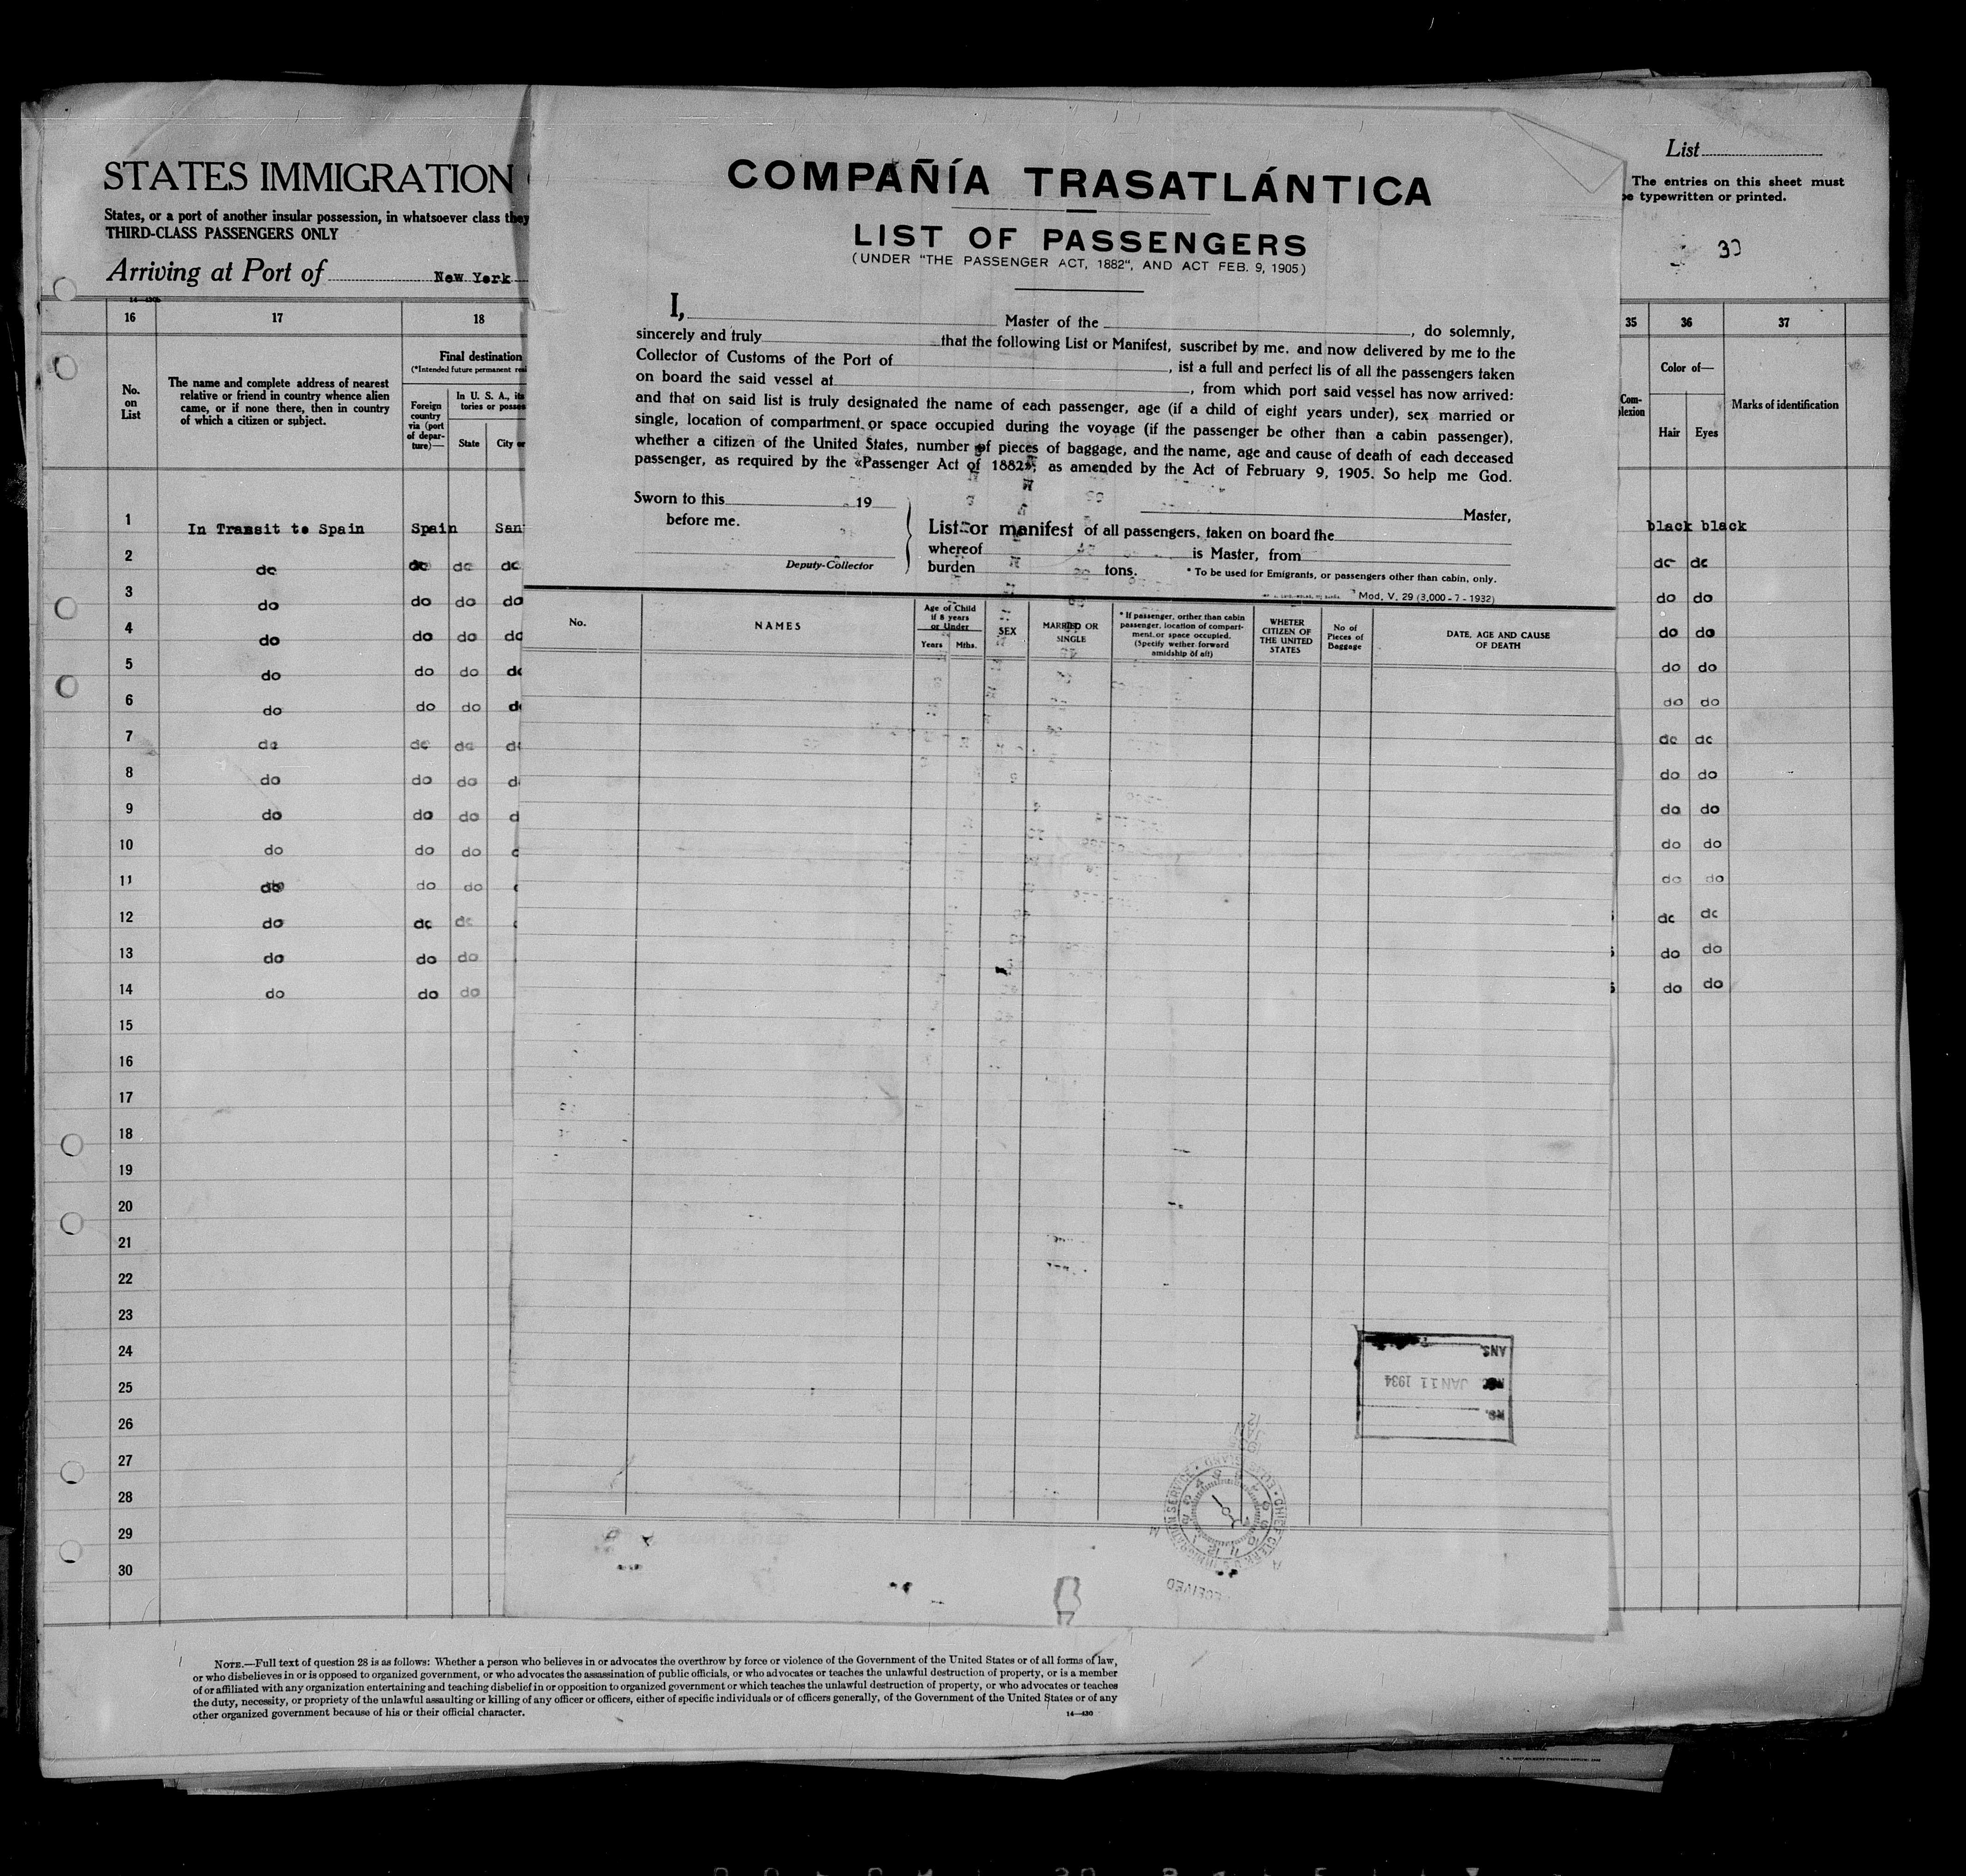 STATES IMMIGRATION
States, or a port of another insular possession, in whatsoever class they
THIRD-CLASS PASSENGERS ONLY
Arriving at Port of New York
14—430b
16 17 18
No. on List
The name and complete address of nearest
relative or friend in country whence alien
came, or if none there, then in country
of which a citizen or subject.
Final destination
(*Intended future permanent
Foreign country via (port of depar-ture)—
In U. S. A., its
tories or
State City or
1 In Transit to Spain Spain San
2 do do do do
3 do do do do
4 do do do do
5 do do do do
6 do do do
7 do do do
8 do do do
9 do do do
10 do do do
11 do do do
12 do do do
13 do do do
14 do do do
15
16
17
18
19
20
21
22
23
24
25
26
27
28
29
30
COMPAÑÍA TRASATLÁNTICA
LIST OF PASSENGERS
(UNDER "THE PASSENGER ACT, 1882", AND ACT FEB. 9, 1905)
I, Master of the , do solemnly,
sincerely and truly that the following List or Manifest, suscribet by me, and now delivered by me to the
Collector of Customs of the Port of , ist a full and perfect lis of all the passengers taken
on board the said vessel at , from which port said vessel has now arrived:
and that on said list is truly designated the name of each passenger, age (if a child of eight years under), sex married or
single, location of compartment or space occupied during the voyage (if the passenger be other than a cabin passenger),
whether a citizen of the United States, number of pieces of baggage, and the name, age and cause of death of each deceased
passenger, as required by the «Passenger Act of 1882», as amended by the Act of February 9, 1905. So help me God.
Sworn to this 19
before me.
Deputy-Collector
Master,
List or manifest of all passengers, taken on board the
whereof is Master, from
burden tons.
* To be used for Emigrants, or passengers other than cabin, only.
Mod. V. 29 (3,000 - 7 - 1932)
No.
NAMES
Age of Child
if 8 years
or Under
Years Mths.
SEX
MARRIED OR
SINGLE
* If passenger, orther than cabin
passenger, location of compart-
ment, or space occupied.
(Specify wether forward
amidship of aft)
WHETER
CITIZEN OF
THE UNITED
STATES
No of
Pieces of
Baggage
DATE, AGE AND CAUSE
OF DEATH
ANS.
JAN 11 1934
CHIEF CLERK
List
The entries on this sheet must
be typewritten or printed.
30
35 36 37
Com-
plexion
Color of—
Hair Eyes
Marks of identification
black black
do do
do do
do do
do do
do do
do do
do do
do do
do do
do do
do do
do do
do do
NOTE.—Full text of question 28 is as follows: Whether a person who believes in or advocates the overthrow by force or violence of the Government of the United States or of all forms of law,
or who disbelieves in or is opposed to organized government, or who advocates the assassination of public officials, or who advocates or teaches the unlawful destruction of property, or is a member
of or affiliated with any organization entertaining and teaching disbelief in or opposition to organized government or which teaches the unlawful destruction of property, or who advocates or teaches
the duty, necessity, or propriety of the unlawful assaulting or killing of any officer or officers, either of specific individuals or of officers generally, of the Government of the United States or of any
other organized government because of his or their official character.
14—430